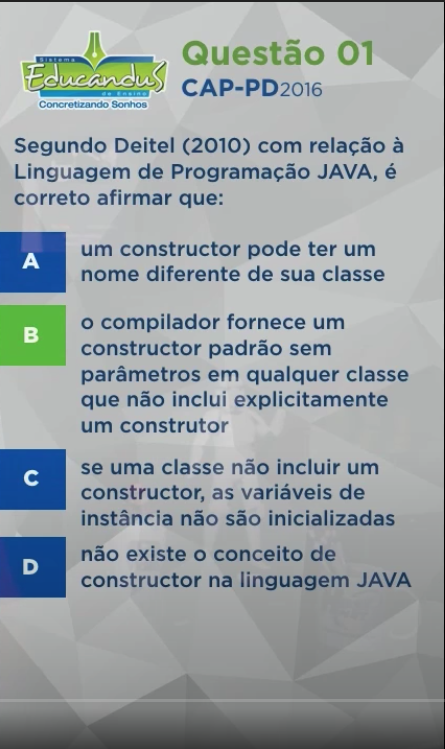 Sistema
Educandus
de Ensino
Concretizando Sonhos
Questão 01
CAP-PD2016
Segundo Deitel (2010) com relação à
Linguagem de Programação JAVA, é
correto afirmar que:
A
um constructor pode ter um
nome diferente de sua classe
B
o compilador fornece um
constructor padrão sem
parâmetros em qualquer classe
que não inclui explicitamente
um construtor
C
se uma classe não incluir um
constructor, as variáveis de
instância não são inicializadas
D
não existe o conceito de
constructor na linguagem JAVA